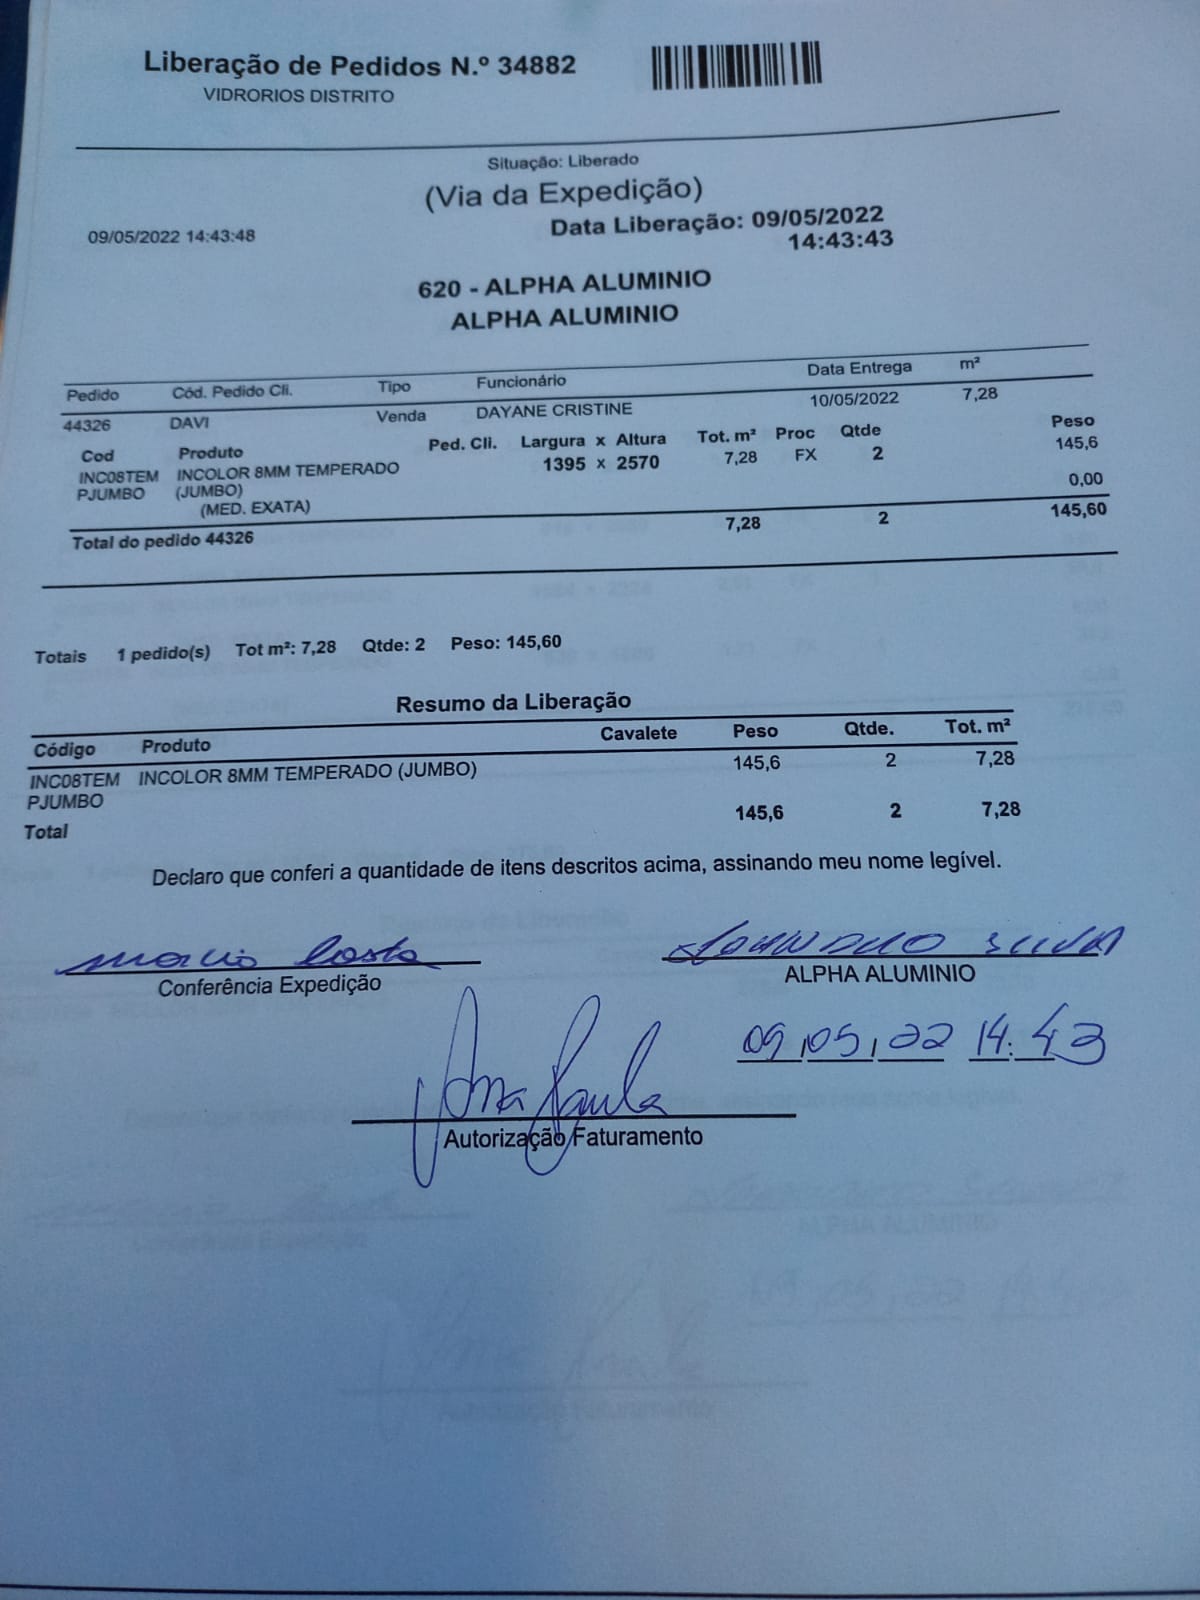 Liberação de Pedidos N.º 34882
VIDRORIOS DISTRITO
Situação: Liberado
(Via da Expedição)
09/05/2022 14:43:48
Data Liberação: 09/05/2022
14:43:43
620 - ALPHA ALUMINIO
ALPHA ALUMINIO
Pedido Cód. Pedido Cli. Tipo Funcionário Data Entrega m²
44326 DAVI Venda DAYANE CRISTINE 10/05/2022 7,28
Cod Produto Ped. Cli. Largura x Altura Tot. m² Proc Qtde Peso
INC08TEM INCOLOR 8MM TEMPERADO 1395 x 2570 7,28 FX 2 145,6
PJUMBO (JUMBO)
(MED. EXATA) 0,00
Total do pedido 44326 7,28 2 145,60
Totais 1 pedido(s) Tot m²: 7,28 Qtde: 2 Peso: 145,60
Resumo da Liberação
Código Produto Cavalete Peso Qtde. Tot. m²
INC08TEM INCOLOR 8MM TEMPERADO (JUMBO) 145,6 2 7,28
PJUMBO
Total 145,6 2 7,28
Declaro que conferi a quantidade de itens descritos acima, assinando meu nome legível.
marcio Costa
Conferência Expedição
ALPHA ALUMINIO
09,05,22 14:43
Ana Paula
Autorização Faturamento